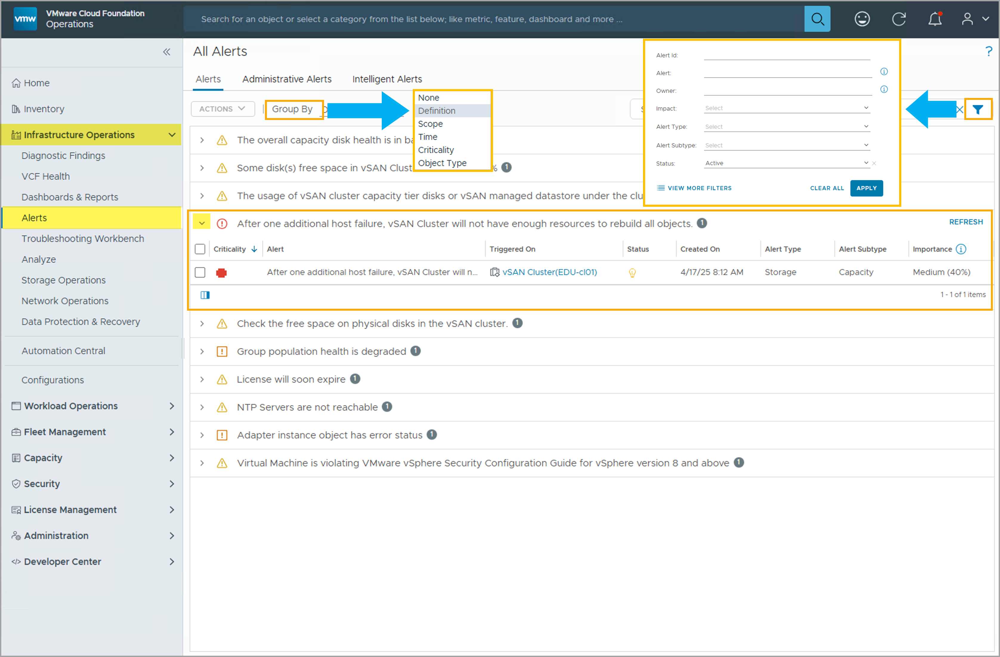 vmw
VMware Cloud Foundation
Operations
Search for an object or select a category from the list below; like metric, feature, dashboard and more ...
Home
Inventory
Infrastructure Operations
Diagnostic Findings
VCF Health
Dashboards & Reports
Alerts
Troubleshooting Workbench
Analyze
Storage Operations
Network Operations
Data Protection & Recovery
Automation Central
Configurations
Workload Operations
Fleet Management
Capacity
Security
License Management
Administration
Developer Center
All Alerts
?
Alerts Administrative Alerts Intelligent Alerts
ACTIONS Group By
None
Definition
Scope
Time
Criticality
Object Type
Alert Id:
Alert:
Owner:
Impact: Select
Alert Type: Select
Alert Subtype: Select
Status: Active
VIEW MORE FILTERS CLEAR ALL APPLY
The overall capacity disk health is in
Some disk(s) free space in vSAN % 1
The usage of vSAN cluster capacity tier disks or vSAN managed datastore under the
After one additional host failure, vSAN Cluster will not have enough resources to rebuild all objects. 1 REFRESH
Criticality Alert Triggered On Status Created On Alert Type Alert Subtype Importance
After one additional host failure, vSAN Cluster will n... vSAN Cluster(EDU-cl01) 4/17/25 8:12 AM Storage Capacity Medium (40%)
1 - 1 of 1 items
Check the free space on physical disks in the vSAN cluster. 1
Group population health is degraded 1
License will soon expire 1
NTP Servers are not reachable 1
Adapter instance object has error status 1
Virtual Machine is violating VMware vSphere Security Configuration Guide for vSphere version 8 and above 1